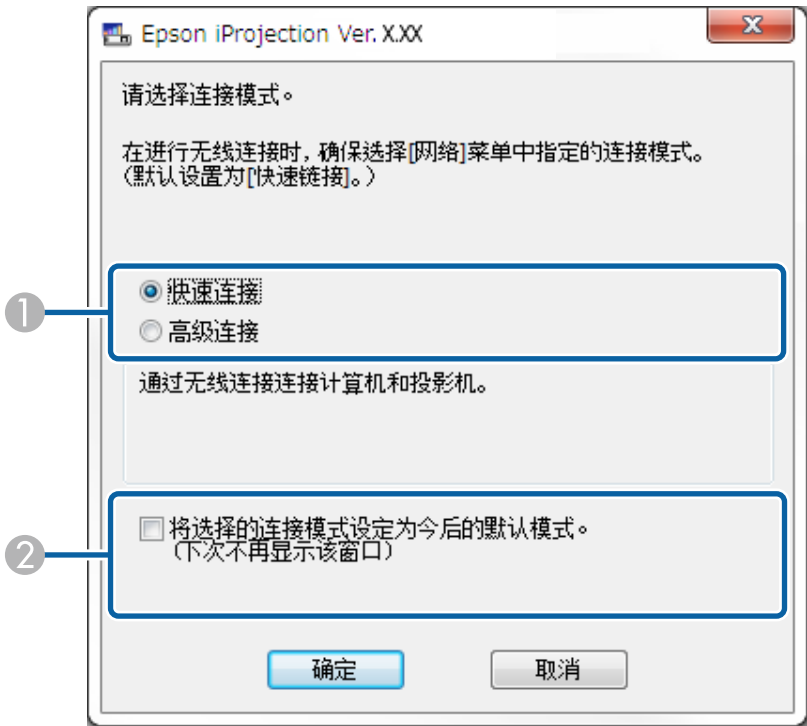 Epson iProjection Ver. X.XX
请选择连接模式。
在进行无线连接时，确保选择[网络]菜单中指定的连接模式。
(默认设置为[快速链接]。)
1
快速连接
高级连接
通过无线连接连接计算机和投影机。
2
将选择的连接模式设定为今后的默认模式。
(下次不再显示该窗口)
确定
取消